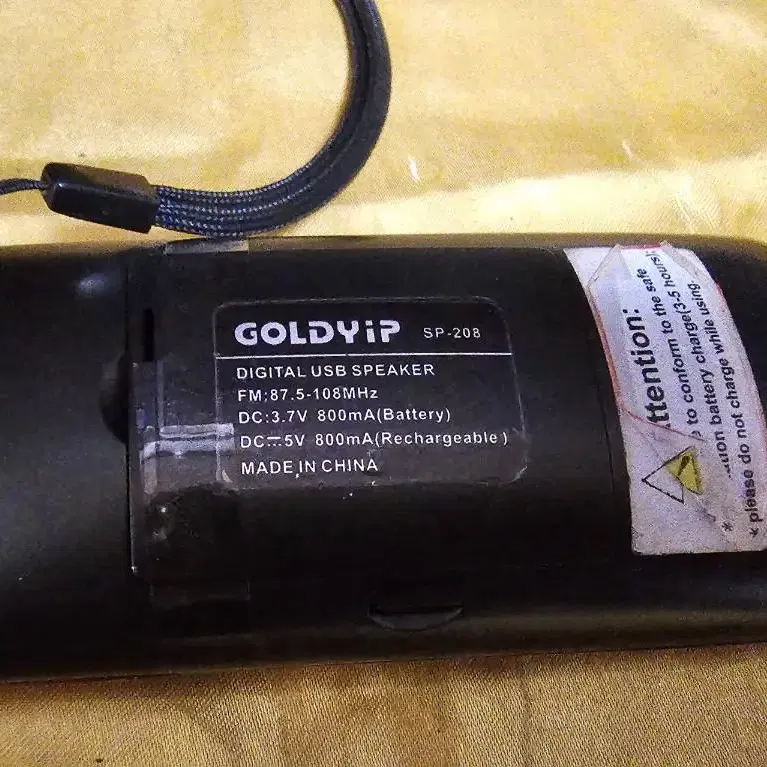 GOLDYiP SP-208
DIGITAL USB SPEAKER
FM:87.5-108MHz
DC:3.7V 800mA(Battery)
DC⎓5V 800mA(Rechargeable)
MADE IN CHINA
ttention:
to conform to the safe
battery charge(3-5 hours);
* please do not charge while using.